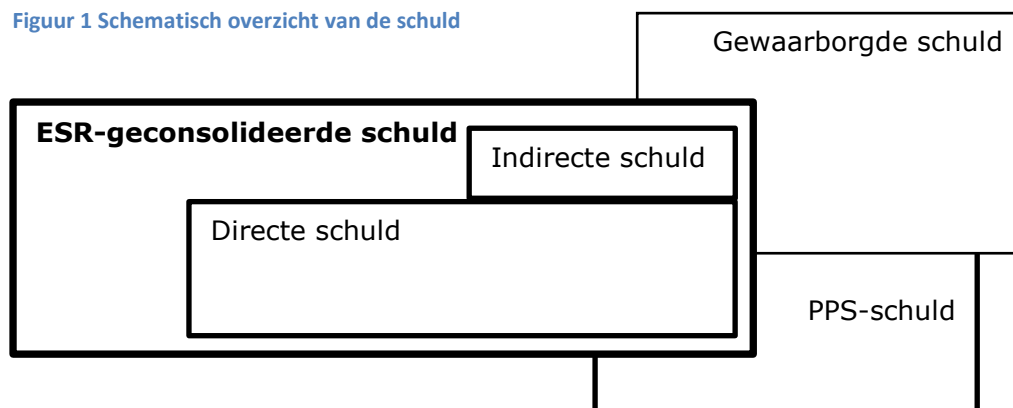 Figuur 1 Schematisch overzicht van de schuld
Gewaarborgde schuld
ESR-geconsolideerde schuld
Indirecte schuld
Directe schuld
PPS-schuld